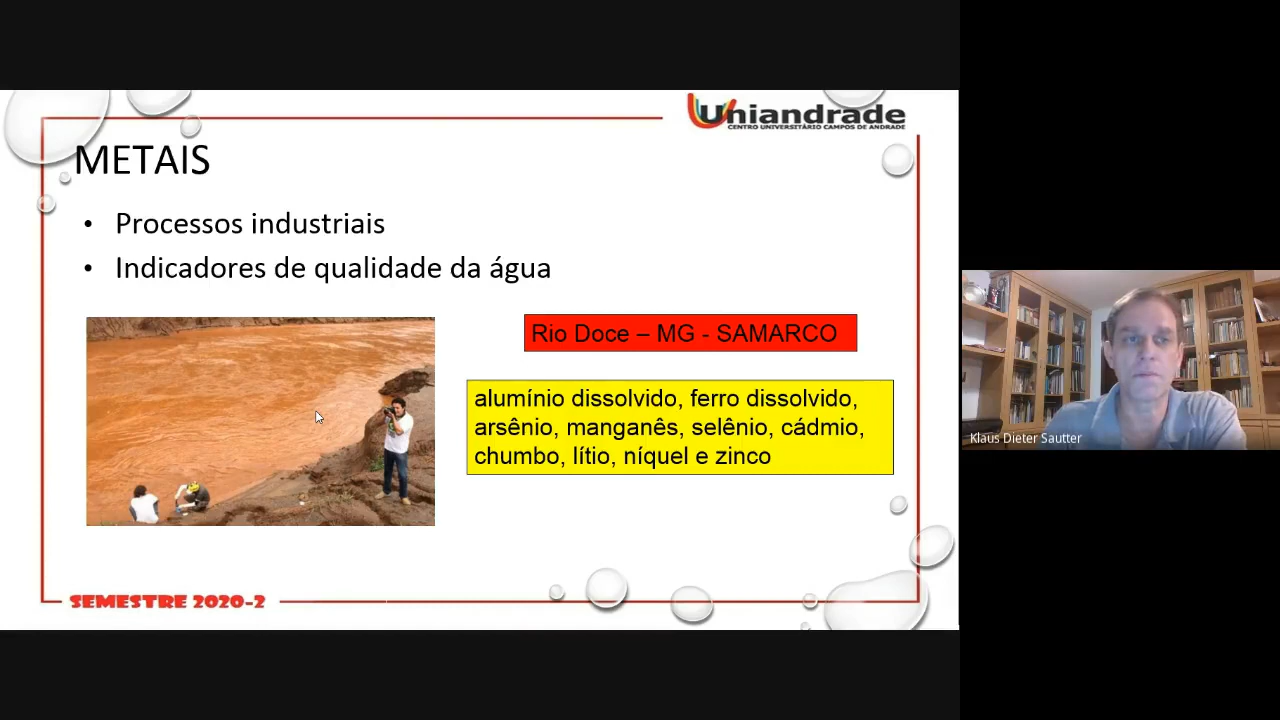 Uniandrade
CENTRO UNIVERSITÁRIO CAMPOS DE ANDRADE
METAIS
• Processos industriais
• Indicadores de qualidade da água
Rio Doce – MG - SAMARCO
alumínio dissolvido, ferro dissolvido,
arsênio, manganês, selênio, cádmio,
chumbo, lítio, níquel e zinco
SEMESTRE 2020-2
Klaus Dieter Sautter